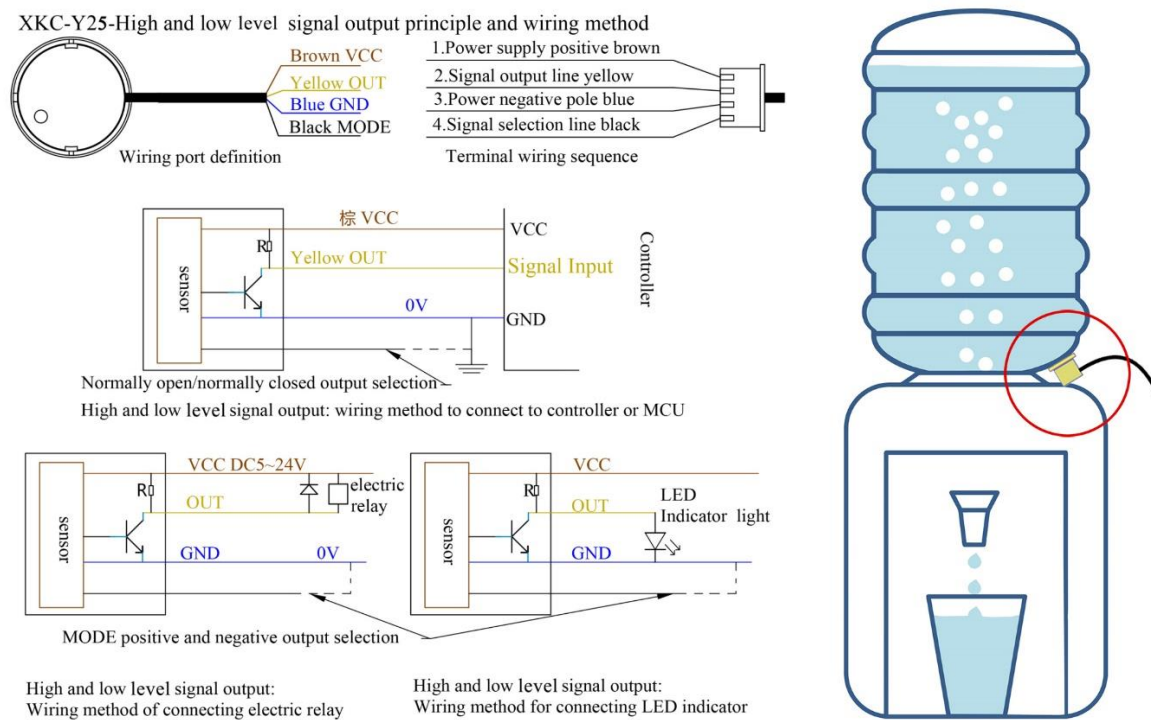 XKC-Y25-High and low level signal output principle and wiring method
Brown VCC
Yellow OUT
Blue GND
Black MODE
Wiring port definition
1.Power supply positive brown
2.Signal output line yellow
3.Power negative pole blue
4.Signal selection line black
Terminal wiring sequence
sensor
R
棕 VCC
Yellow OUT
0V
VCC
Signal Input
GND
Controller
Normally open/normally closed output selection
High and low level signal output: wiring method to connect to controller or MCU
sensor
R
VCC DC5~24V
OUT
GND
0V
electric
relay
sensor
R
VCC
OUT
GND
LED
Indicator light
MODE positive and negative output selection
High and low level signal output:
Wiring method of connecting electric relay
High and low level signal output:
Wiring method for connecting LED indicator